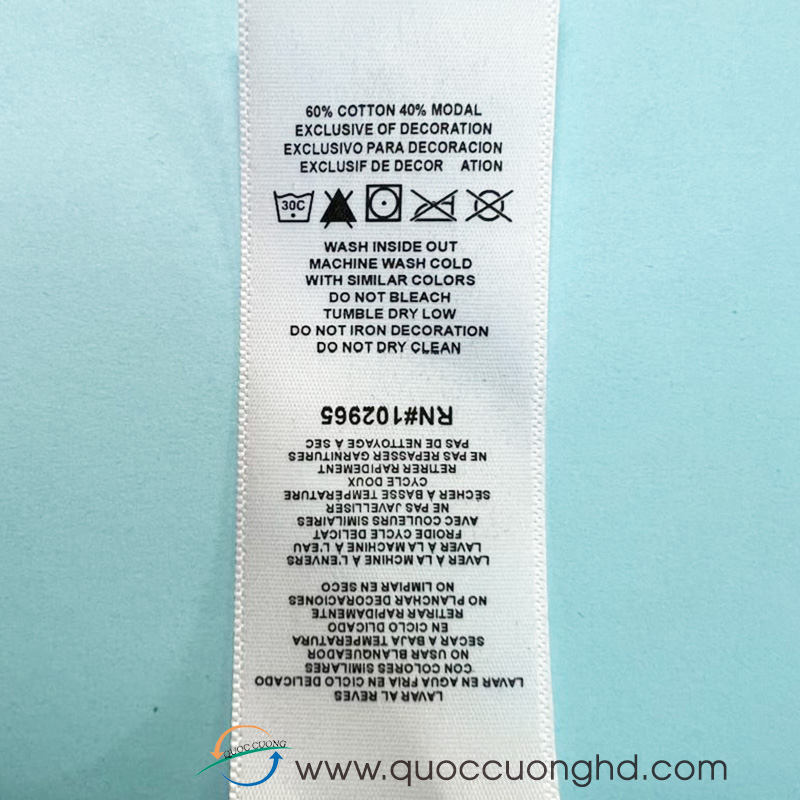 60% COTTON 40% MODAL
EXCLUSIVE OF DECORATION
EXCLUSIVO PARA DECORACION
EXCLUSIF DE DECOR ATION
30C
WASH INSIDE OUT
MACHINE WASH COLD
WITH SIMILAR COLORS
DO NOT BLEACH
TUMBLE DRY LOW
DO NOT IRON DECORATION
DO NOT DRY CLEAN
LAVAR AL REVES
LAVAR EN AGUA FRIA EN CICLO DELICADO
CON COLORES SIMILARES
NO USAR BLANQUEADOR
SECAR A BAJA TEMPERATURA
EN CICLO DLICADO
RETIRAR RAPIDAMENTE
NO PLANCHAR DECORACIONES
NO LIMPIAR EN SECO
LAVER À LA MCHINE À L'ENVERS
LAVER À LA MACHINE À L'EAU
FROIDE CYCLE DELICAT
AVEC COULEURS SIMILAIRES
NE PAS JAVELLISER
SÉCHER À BASSE TEMPÉRATURE
CYCLE DOUX
RETIRER RAPIDEMENT
NE PAS REPASSER GARNITURES
PAS DE NETTOYAGE À SEC
RN#102965
QUOC CUONG
www.quoccuonghd.com